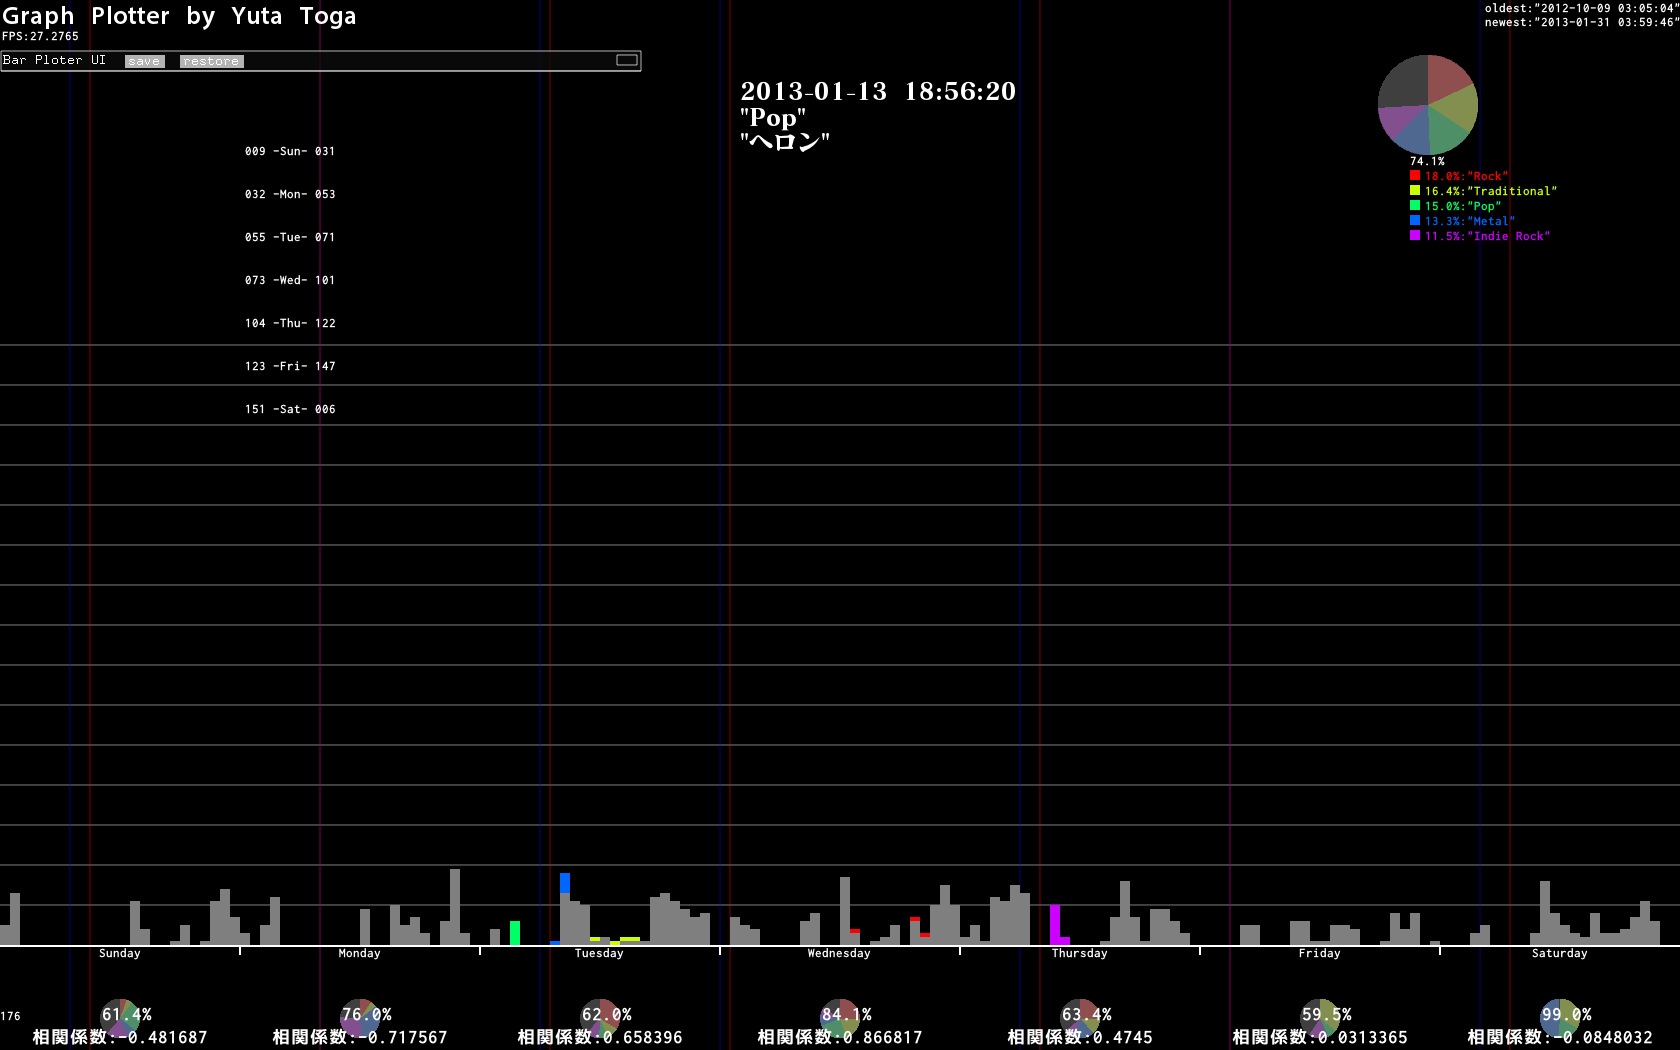 Graph Plotter by Yuta Toga
FPS:27.2765
oldest:"2012-10-09 03:05:04"
newest:"2013-01-31 03:59:46"
Bar Ploter UI save restore
2013-01-13 18:56:20
"Pop"
"ヘロン"
74.1%
18.0%:"Rock"
16.4%:"Traditional"
15.0%:"Pop"
13.3%:"Metal"
11.5%:"Indie Rock"
009 -Sun- 031
032 -Mon- 053
055 -Tue- 071
073 -Wed- 101
104 -Thu- 122
123 -Fri- 147
151 -Sat- 006
Sunday Monday Tuesday Wednesday Thursday Friday Saturday
176 61.4% 76.0% 62.0% 84.1% 63.4% 59.5% 99.0%
相関係数:-0.481687 相関係数:-0.717567 相関係数:0.658396 相関係数:0.866817 相関係数:0.4745 相関係数:0.0313365 相関係数:-0.0848032